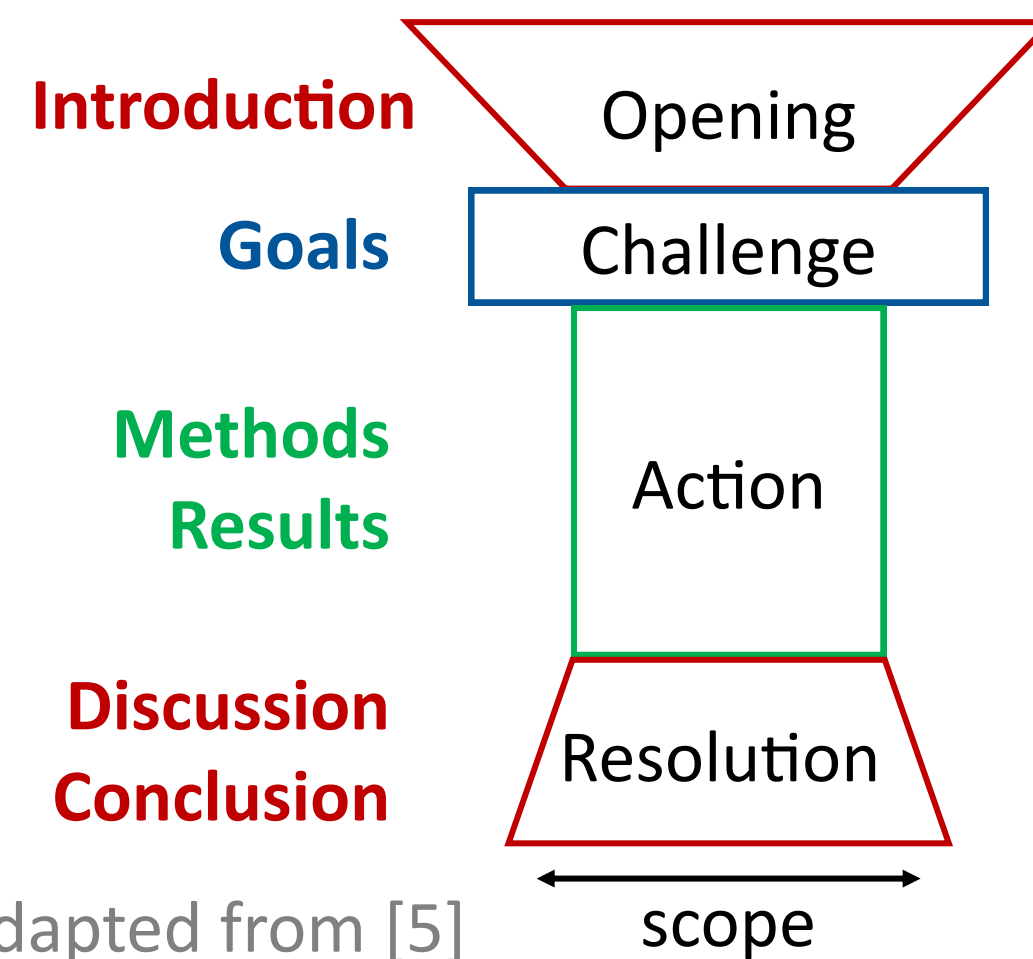 Introduction
Opening
Goals
Challenge
Methods
Results
Action
Discussion
Conclusion
Resolution
scope
dapted from [5]